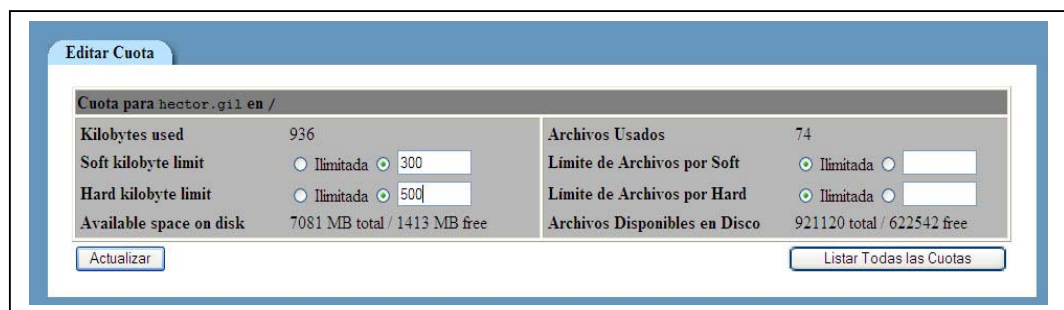 Editar Cuota
Cuota para hector.gil en /
Kilobytes used 936 Archivos Usados 74
Soft kilobyte limit Ilimitada 300 Límite de Archivos por Soft Ilimitada
Hard kilobyte limit Ilimitada 500 Límite de Archivos por Hard Ilimitada
Available space on disk 7081 MB total / 1413 MB free Archivos Disponibles en Disco 921120 total / 622542 free
Actualizar Listar Todas las Cuotas